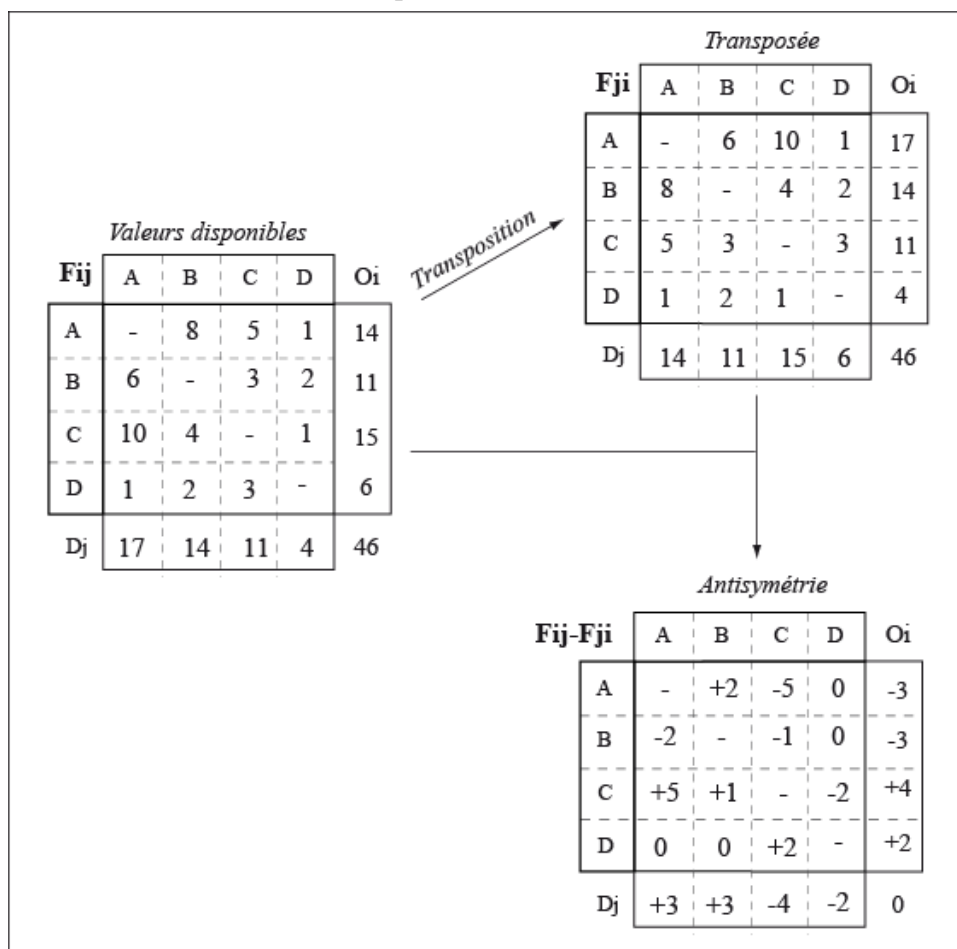 Transposée
Fji A B C D Oi
A - 6 10 1 17
B 8 - 4 2 14
C 5 3 - 3 11
D 1 2 1 - 4
Dj 14 11 15 6 46
Transposition
Valeurs disponibles
Fij A B C D Oi
A - 8 5 1 14
B 6 - 3 2 11
C 10 4 - 1 15
D 1 2 3 - 6
Dj 17 14 11 4 46
Antisymétrie
Fij-Fji A B C D Oi
A - +2 -5 0 -3
B -2 - -1 0 -3
C +5 +1 - -2 +4
D 0 0 +2 - +2
Dj +3 +3 -4 -2 0